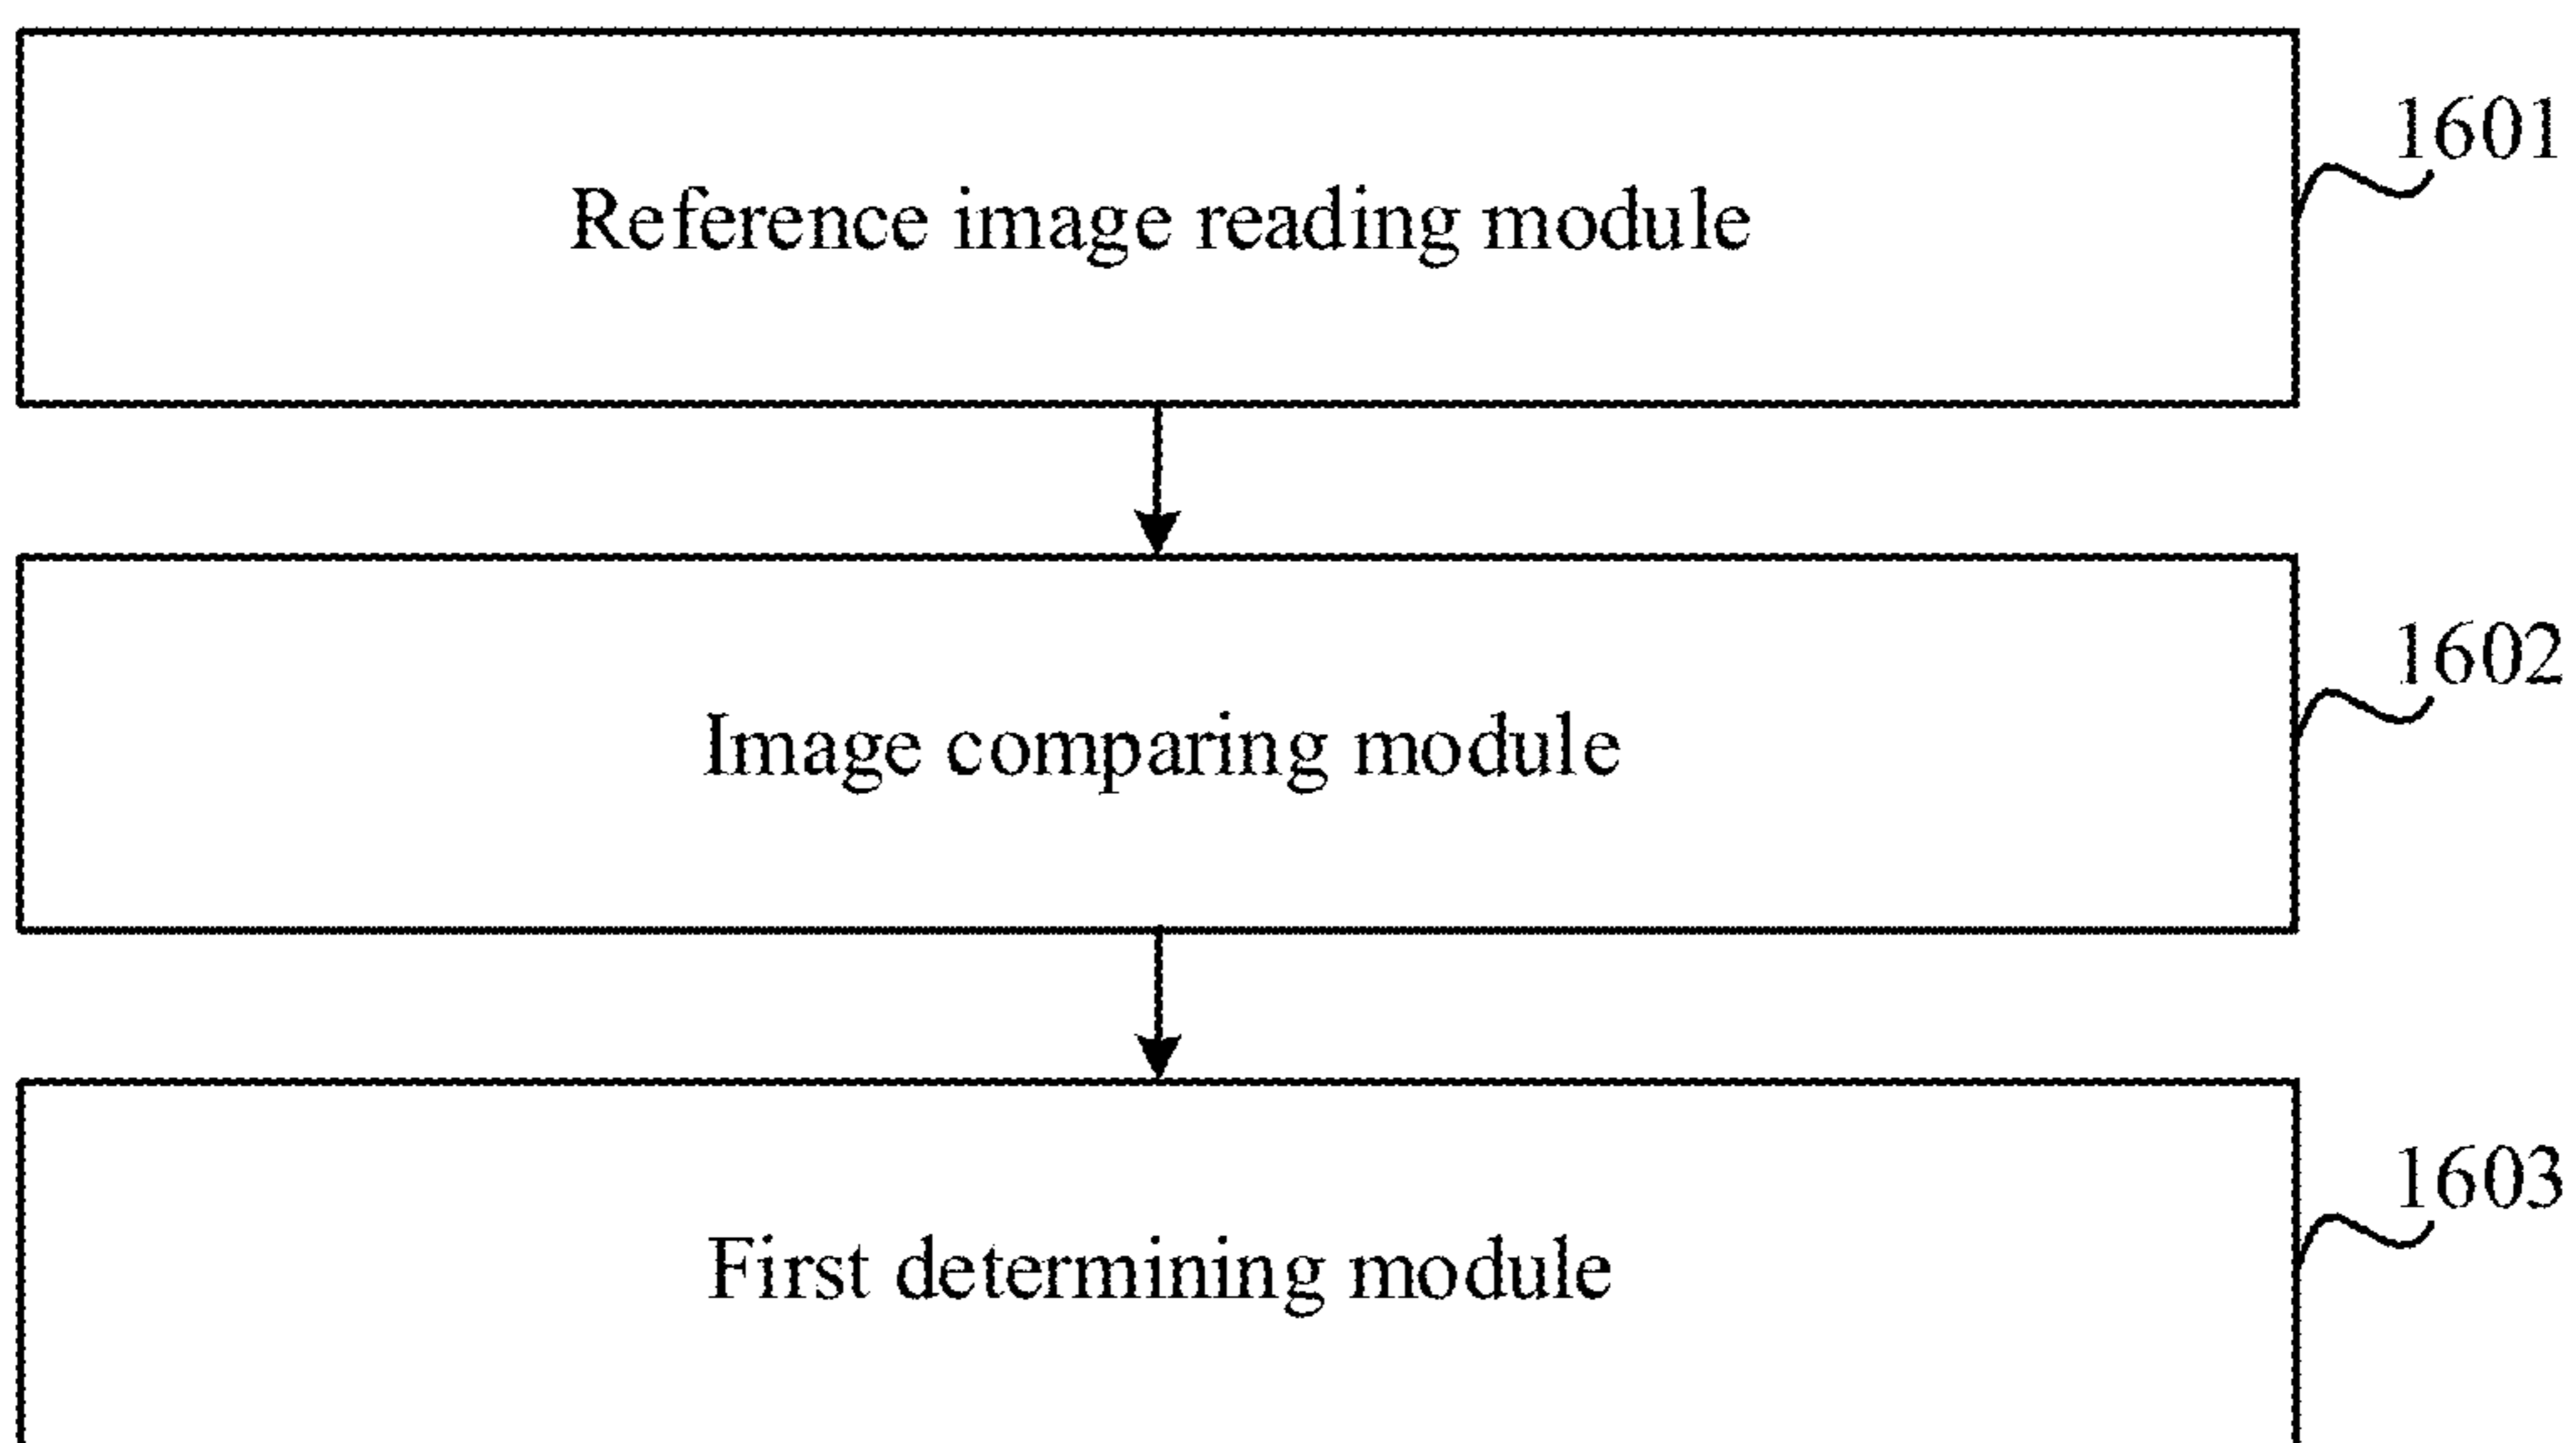 1601
Reference image reading module
1602
Image comparing module
1603
First determining module